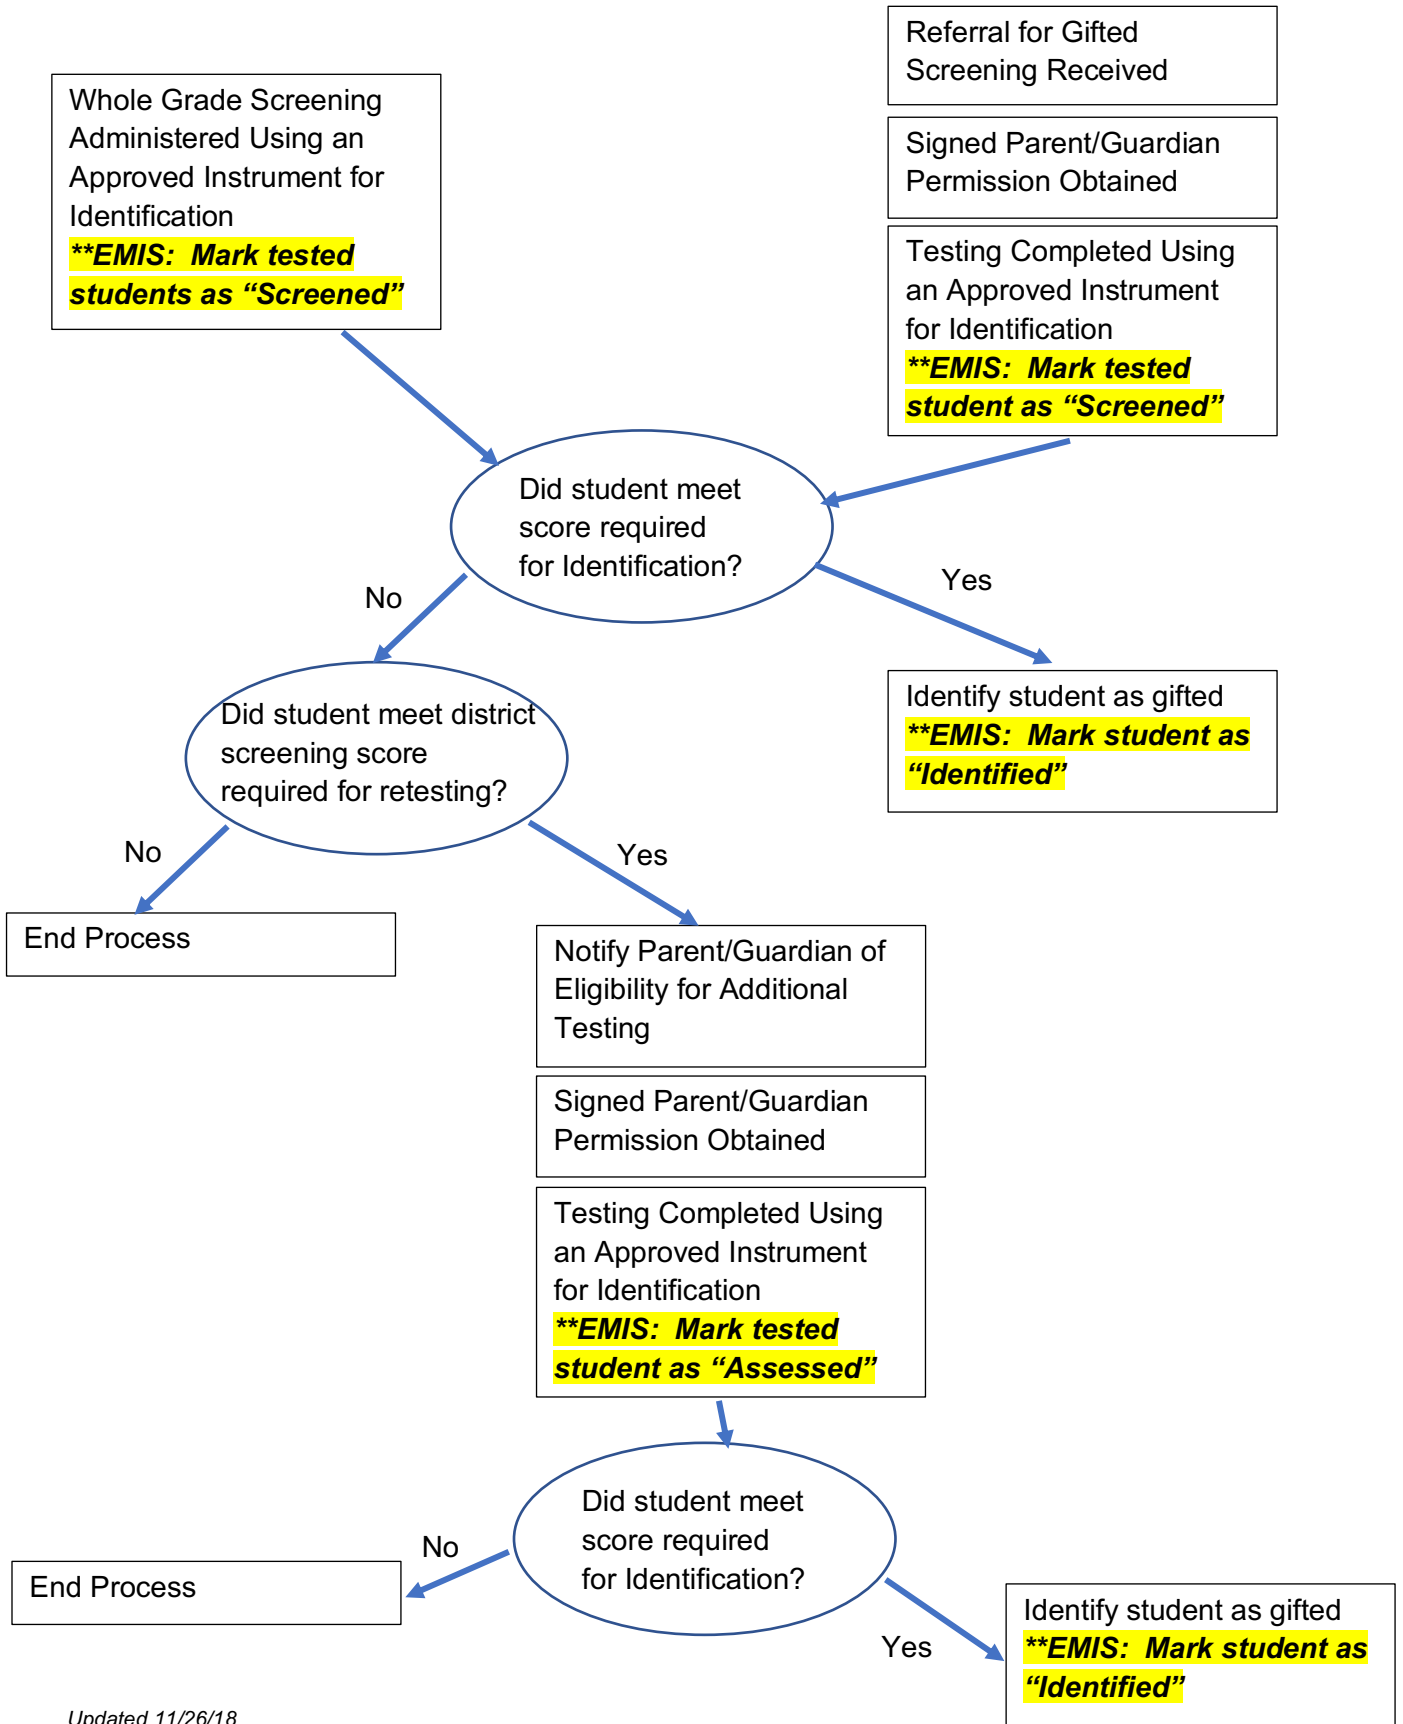 Referral for Gifted
Screening Received
Whole Grade Screening
Administered Using an
Approved Instrument for
Identification
**EMIS:  Mark tested
students as “Screened”
Signed Parent/Guardian
Permission Obtained
Testing Completed Using
an Approved Instrument
for Identification
**EMIS:  Mark tested
student as “Screened”
Did student meet
score required
for Identification?
No
Yes
Did student meet district
screening score
required for retesting?
Identify student as gifted
**EMIS:  Mark student as
“Identified”
No
Yes
End Process
Notify Parent/Guardian of
Eligibility for Additional
Testing
Signed Parent/Guardian
Permission Obtained
Testing Completed Using
an Approved Instrument
for Identification
**EMIS:  Mark tested
student as “Assessed”
Did student meet
score required
for Identification?
No
Yes
End Process
Identify student as gifted
**EMIS:  Mark student as
“Identified”
Updated 11/26/18